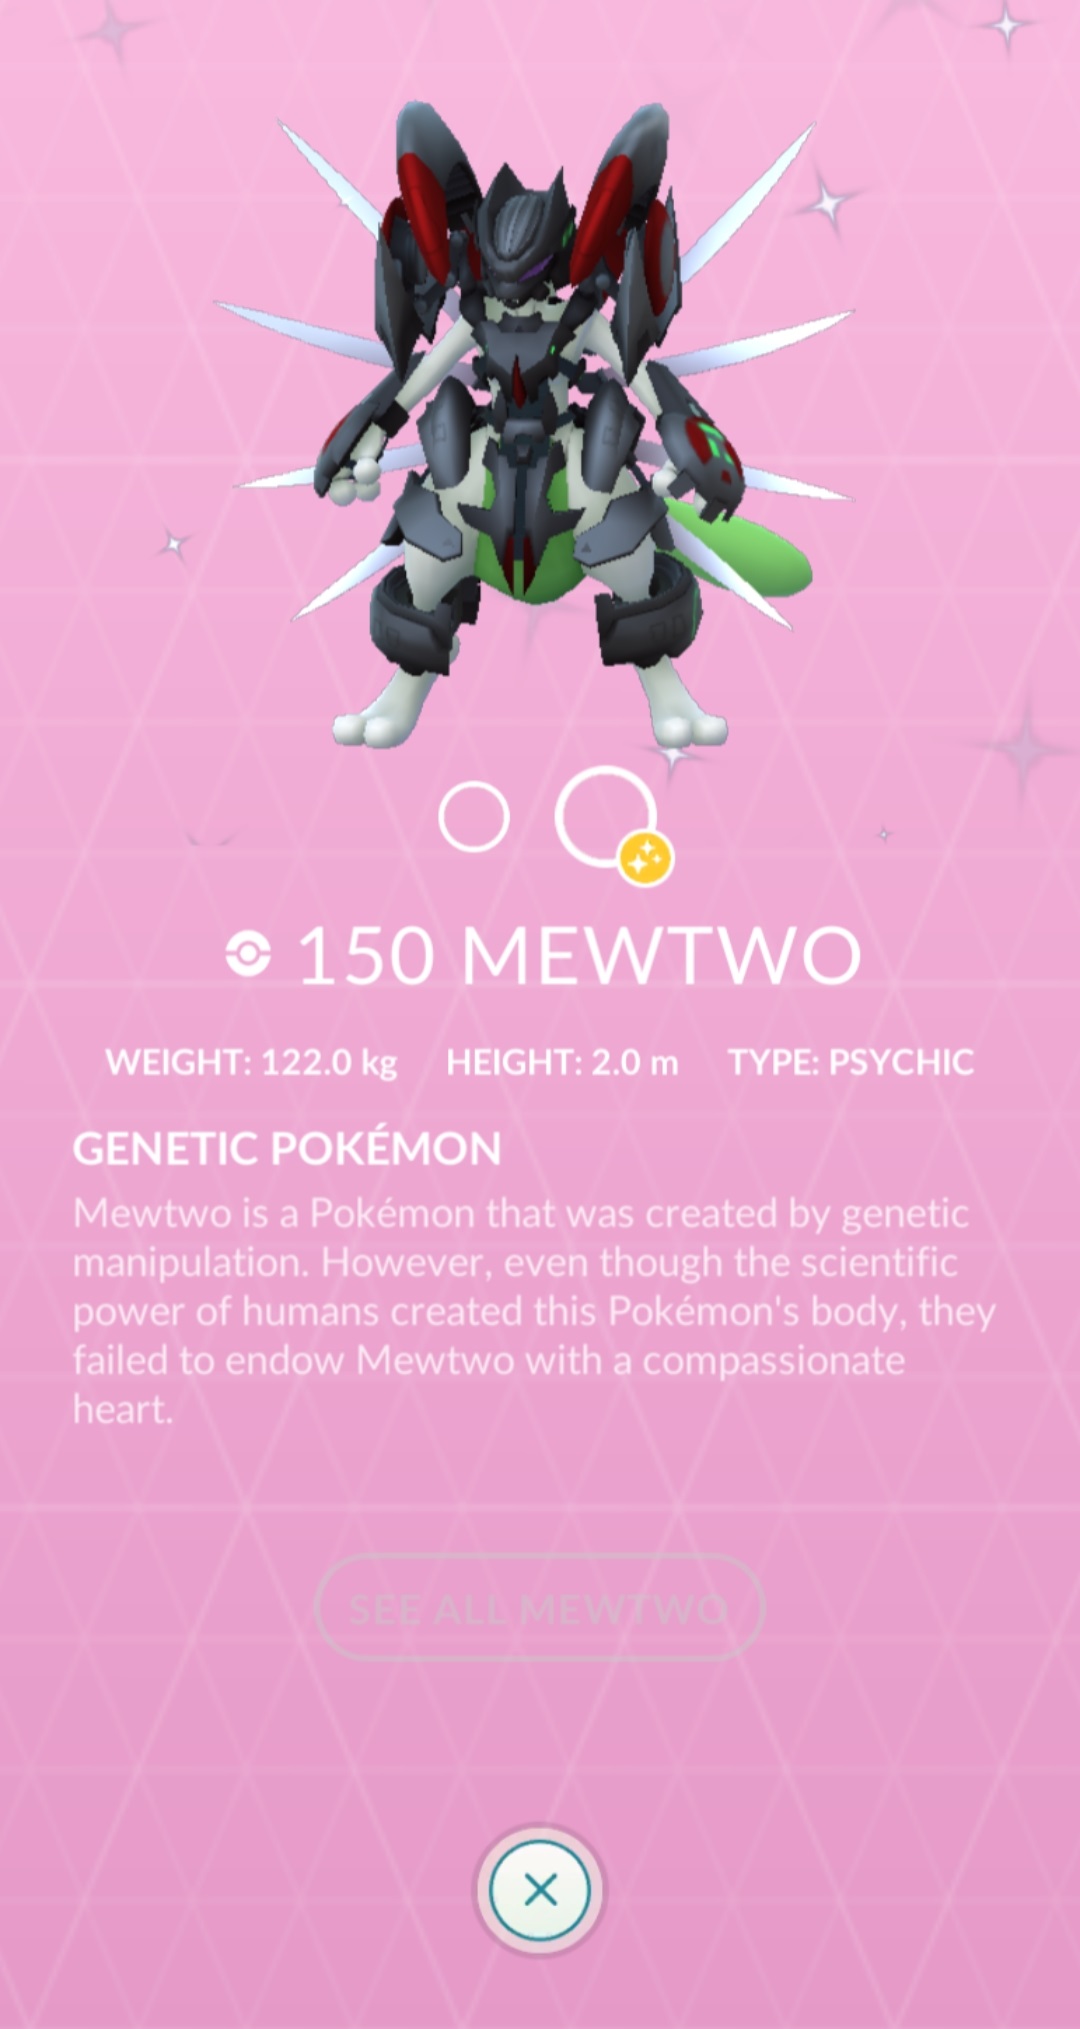 150 MEWTWO
WEIGHT: 122.0 kg HEIGHT: 2.0 m TYPE: PSYCHIC
GENETIC POKÉMON
Mewtwo is a Pokémon that was created by genetic
manipulation. However, even though the scientific
power of humans created this Pokémon's body, they
failed to endow Mewtwo with a compassionate
heart.
SEE ALL MEWTWO